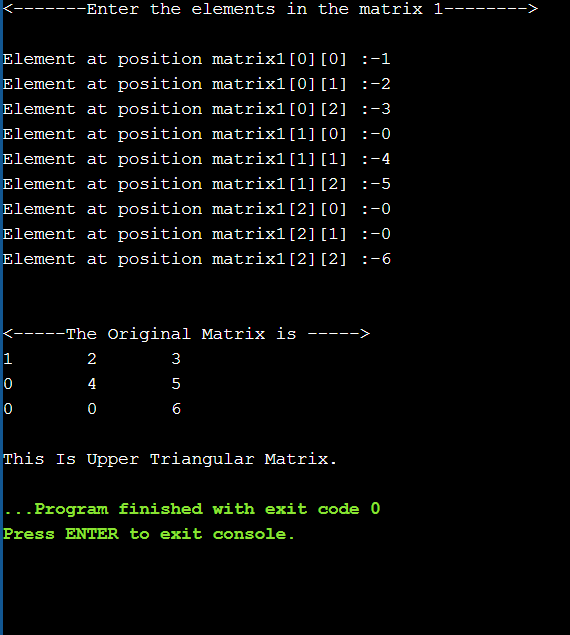 <-------Enter the elements in the matrix 1-------->
Element at position matrix1[0][0] :-1
Element at position matrix1[0][1] :-2
Element at position matrix1[0][2] :-3
Element at position matrix1[1][0] :-0
Element at position matrix1[1][1] :-4
Element at position matrix1[1][2] :-5
Element at position matrix1[2][0] :-0
Element at position matrix1[2][1] :-0
Element at position matrix1[2][2] :-6
<-----The Original Matrix is ----->
1 2 3
0 4 5
0 0 6
This Is Upper Triangular Matrix.
...Program finished with exit code 0
Press ENTER to exit console.